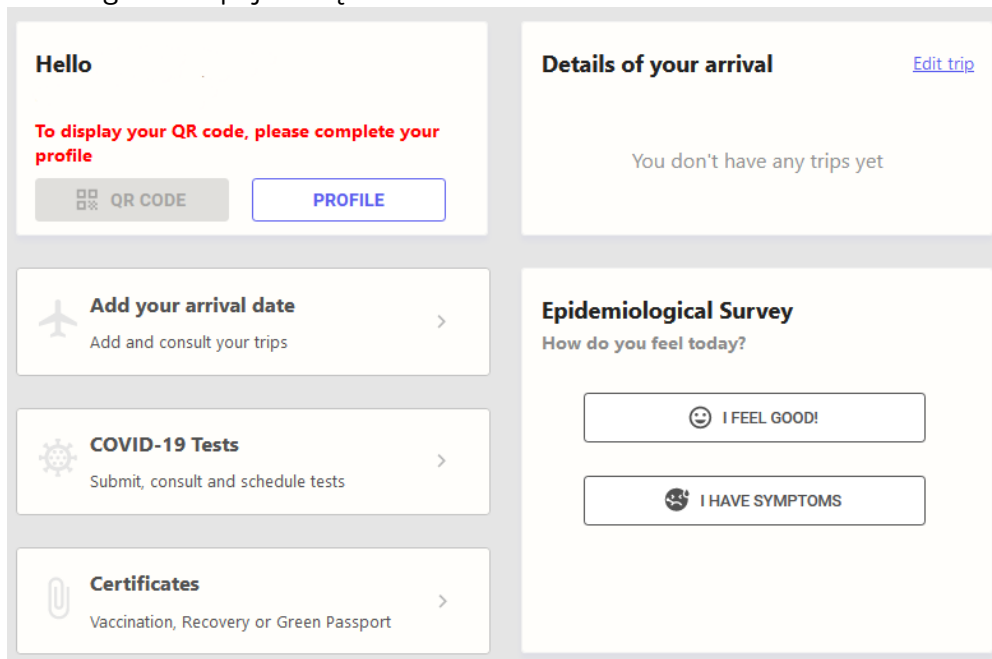 Hello
To display your QR code, please complete your
profile
QR CODE
PROFILE
Details of your arrival
Edit trip
You don't have any trips yet
Add your arrival date
Add and consult your trips
COVID-19 Tests
Submit, consult and schedule tests
Certificates
Vaccination, Recovery or Green Passport
Epidemiological Survey
How do you feel today?
I FEEL GOOD!
I HAVE SYMPTOMS